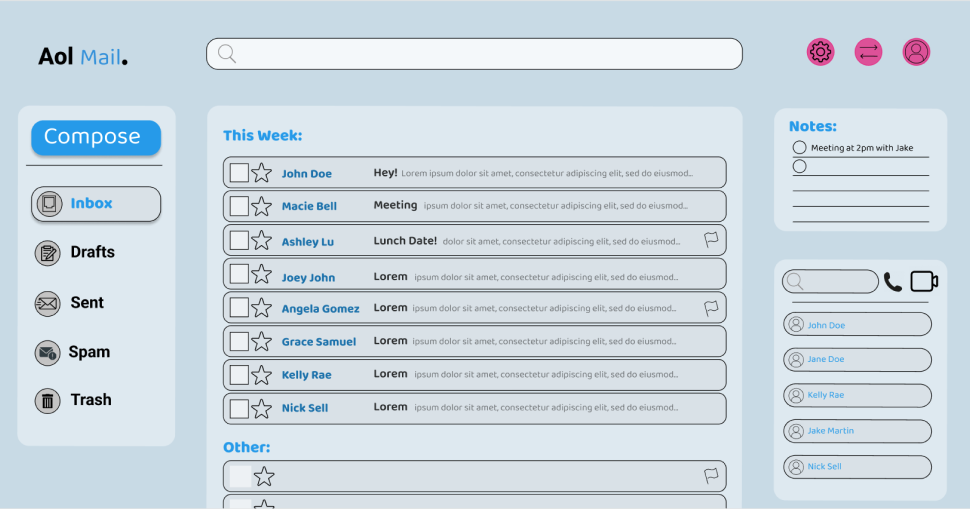 Aol Mail.
Compose
Inbox
Drafts
Sent
Spam
Trash
This Week:
John Doe Hey! Lorem ipsum dolor sit amet, consectetur adipiscing elit, sed do eiusmod...
Macie Bell Meeting ipsum dolor sit amet, consectetur adipiscing elit, sed do eiusmod...
Ashley Lu Lunch Date! dolor sit amet, consectetur adipiscing elit, sed do eiusmod...
Joey John Lorem ipsum dolor sit amet, consectetur adipiscing elit, sed do eiusmod...
Angela Gomez Lorem ipsum dolor sit amet, consectetur adipiscing elit, sed do eiusmod...
Grace Samuel Lorem ipsum dolor sit amet, consectetur adipiscing elit, sed do eiusmod...
Kelly Rae Lorem ipsum dolor sit amet, consectetur adipiscing elit, sed do eiusmod...
Nick Sell Lorem ipsum dolor sit amet, consectetur adipiscing elit, sed do eiusmod...
Other:
Notes:
Meeting at 2pm with Jake
John Doe
Jane Doe
Kelly Rae
Jake Martin
Nick Sell